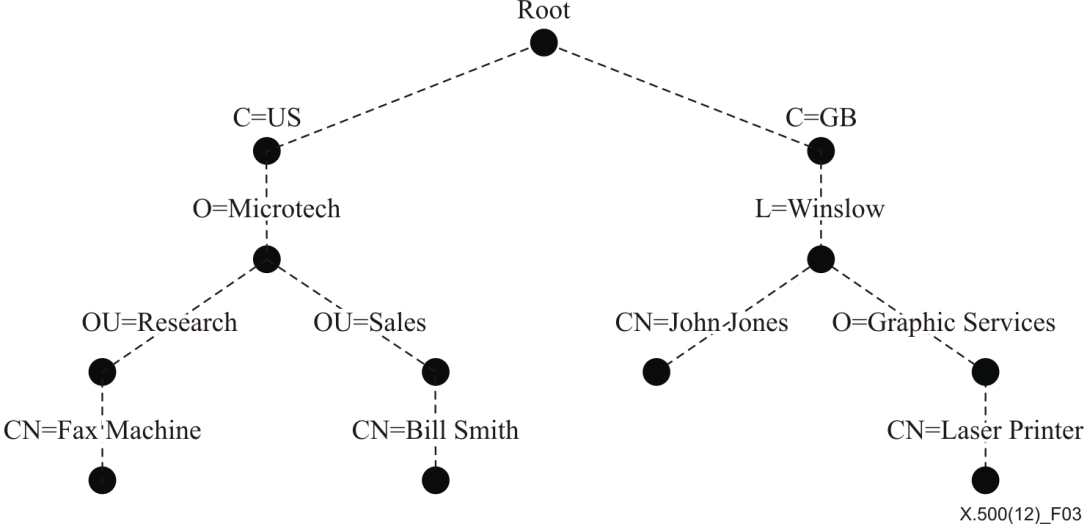 Root
C=US
C=GB
O=Microtech
L=Winslow
OU=Research
OU=Sales
CN=John Jones
O=Graphic Services
CN=Fax Machine
CN=Bill Smith
CN=Laser Printer
X.500(12)_F03